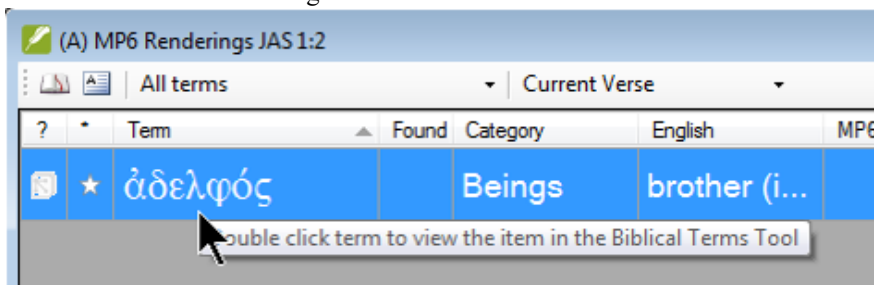 (A) MP6 Renderings JAS 1:2
All terms Current Verse
? * Term Found Category English MP6
ἀδελφός Beings brother (i...
ouble click term to view the item in the Biblical Terms Tool